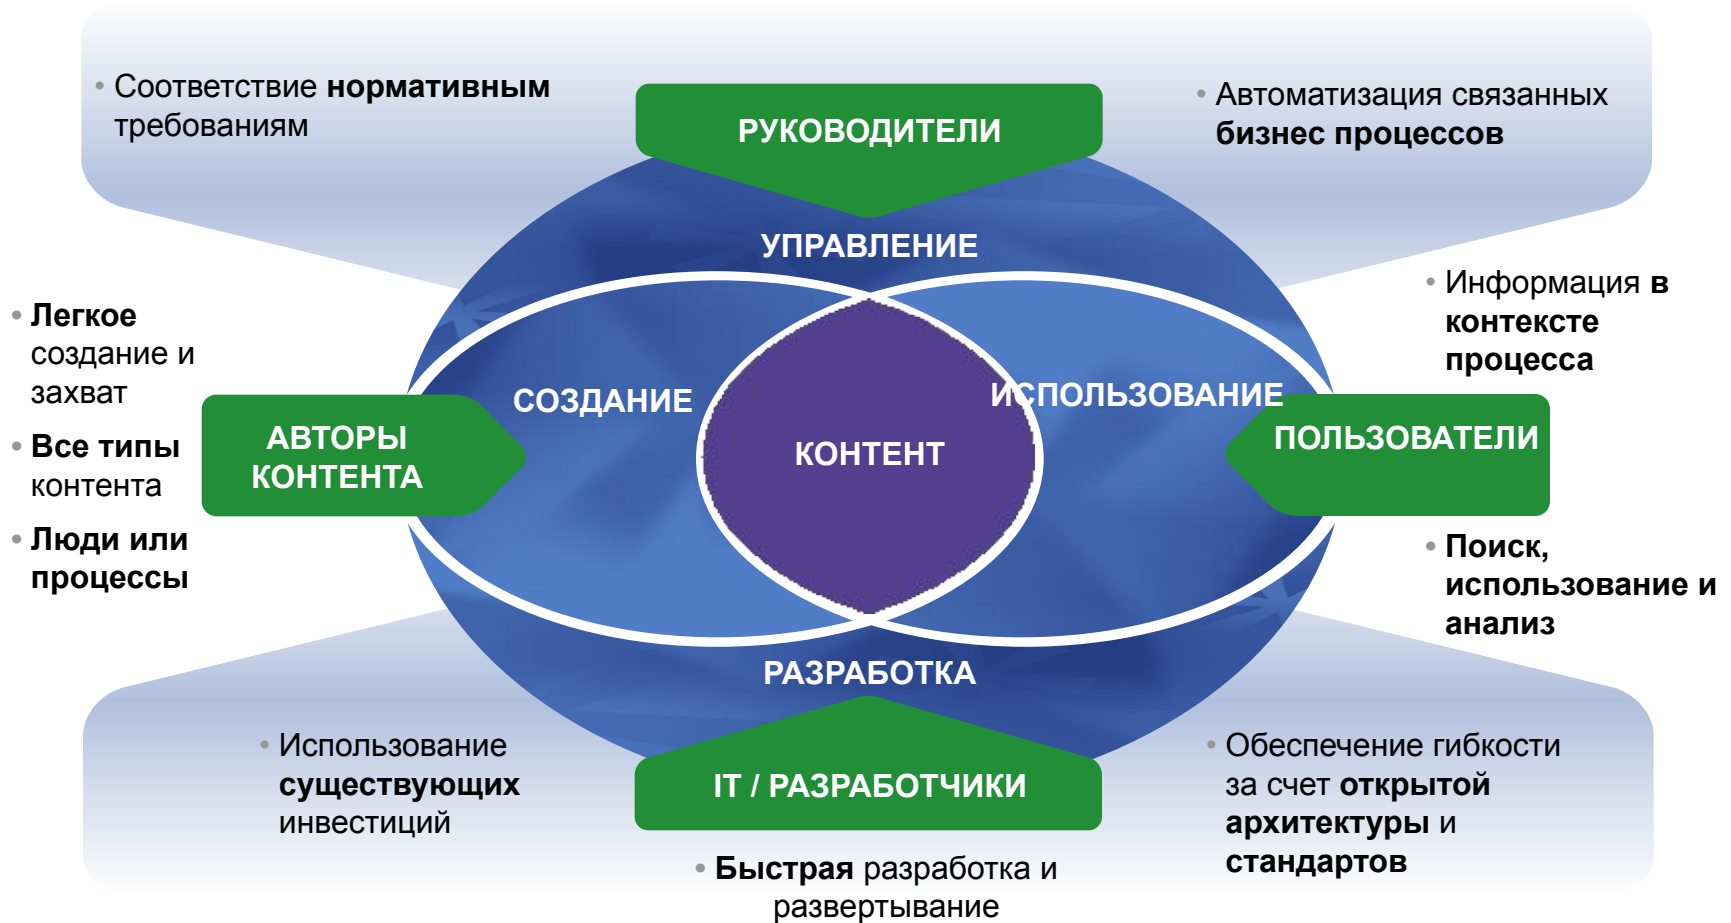 • Соответствие нормативным
требованиям
РУКОВОДИТЕЛИ
• Автоматизация связанных
бизнес процессов
УПРАВЛЕНИЕ
• Легкое
создание и
захват
• Все типы
контента
• Люди или
процессы
АВТОРЫ
КОНТЕНТА
СОЗДАНИЕ
КОНТЕНТ
ИСПОЛЬЗОВАНИЕ
ПОЛЬЗОВАТЕЛИ
• Информация в
контексте
процесса
• Поиск,
использование и
анализ
РАЗРАБОТКА
• Использование
существующих
инвестиций
IT / РАЗРАБОТЧИКИ
• Быстрая разработка и
развертывание
• Обеспечение гибкости
за счет открытой
архитектуры и
стандартов